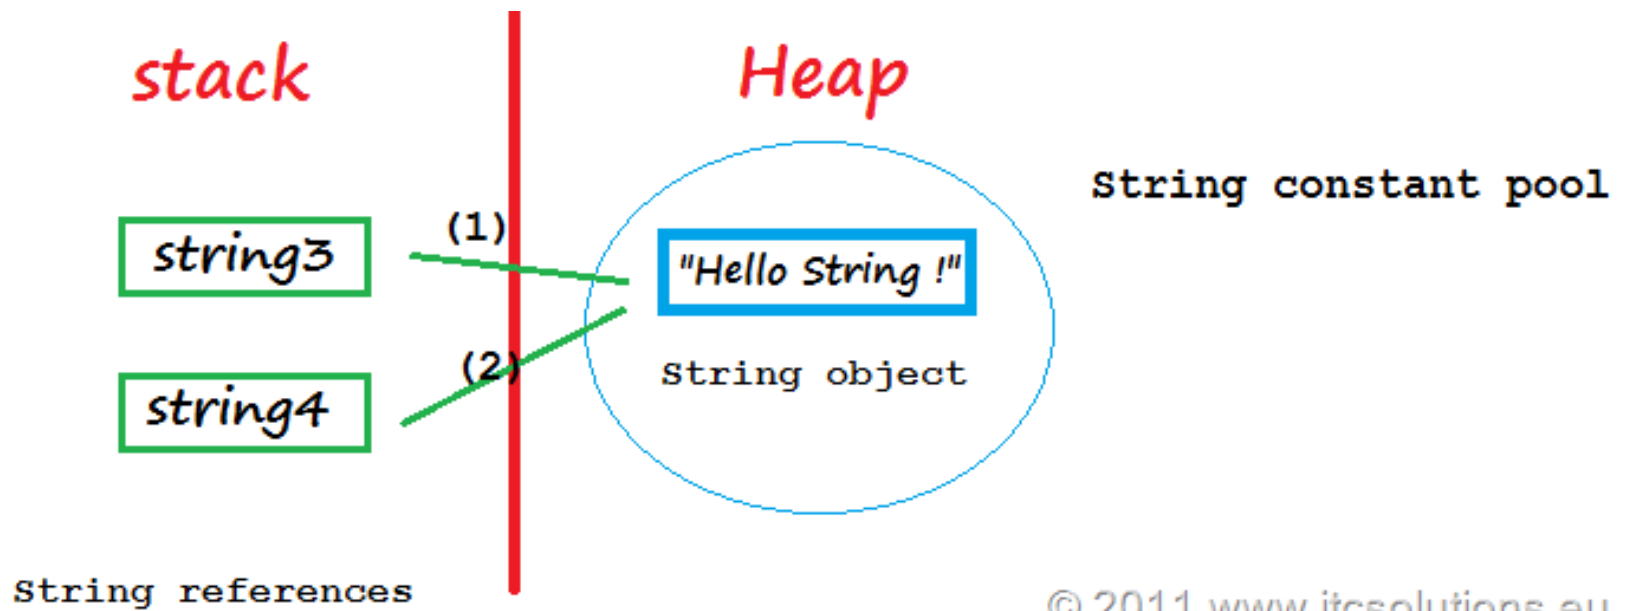 stack
Heap
String constant pool
string3
(1)
"Hello String !"
(2)
String object
string4
String references
© 2011 www.itcsolutions.eu